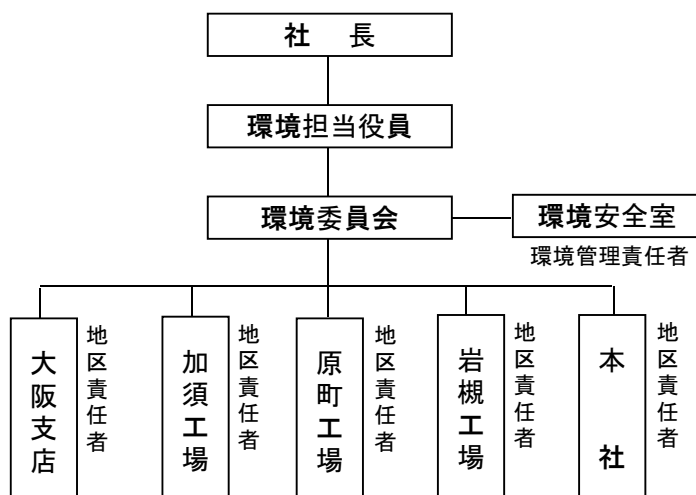 社 長
環境担当役員
環境委員会
環境安全室
環境管理責任者
大阪支店
地区責任者
加須工場
地区責任者
原町工場
地区責任者
岩槻工場
地区責任者
本 社
地区責任者